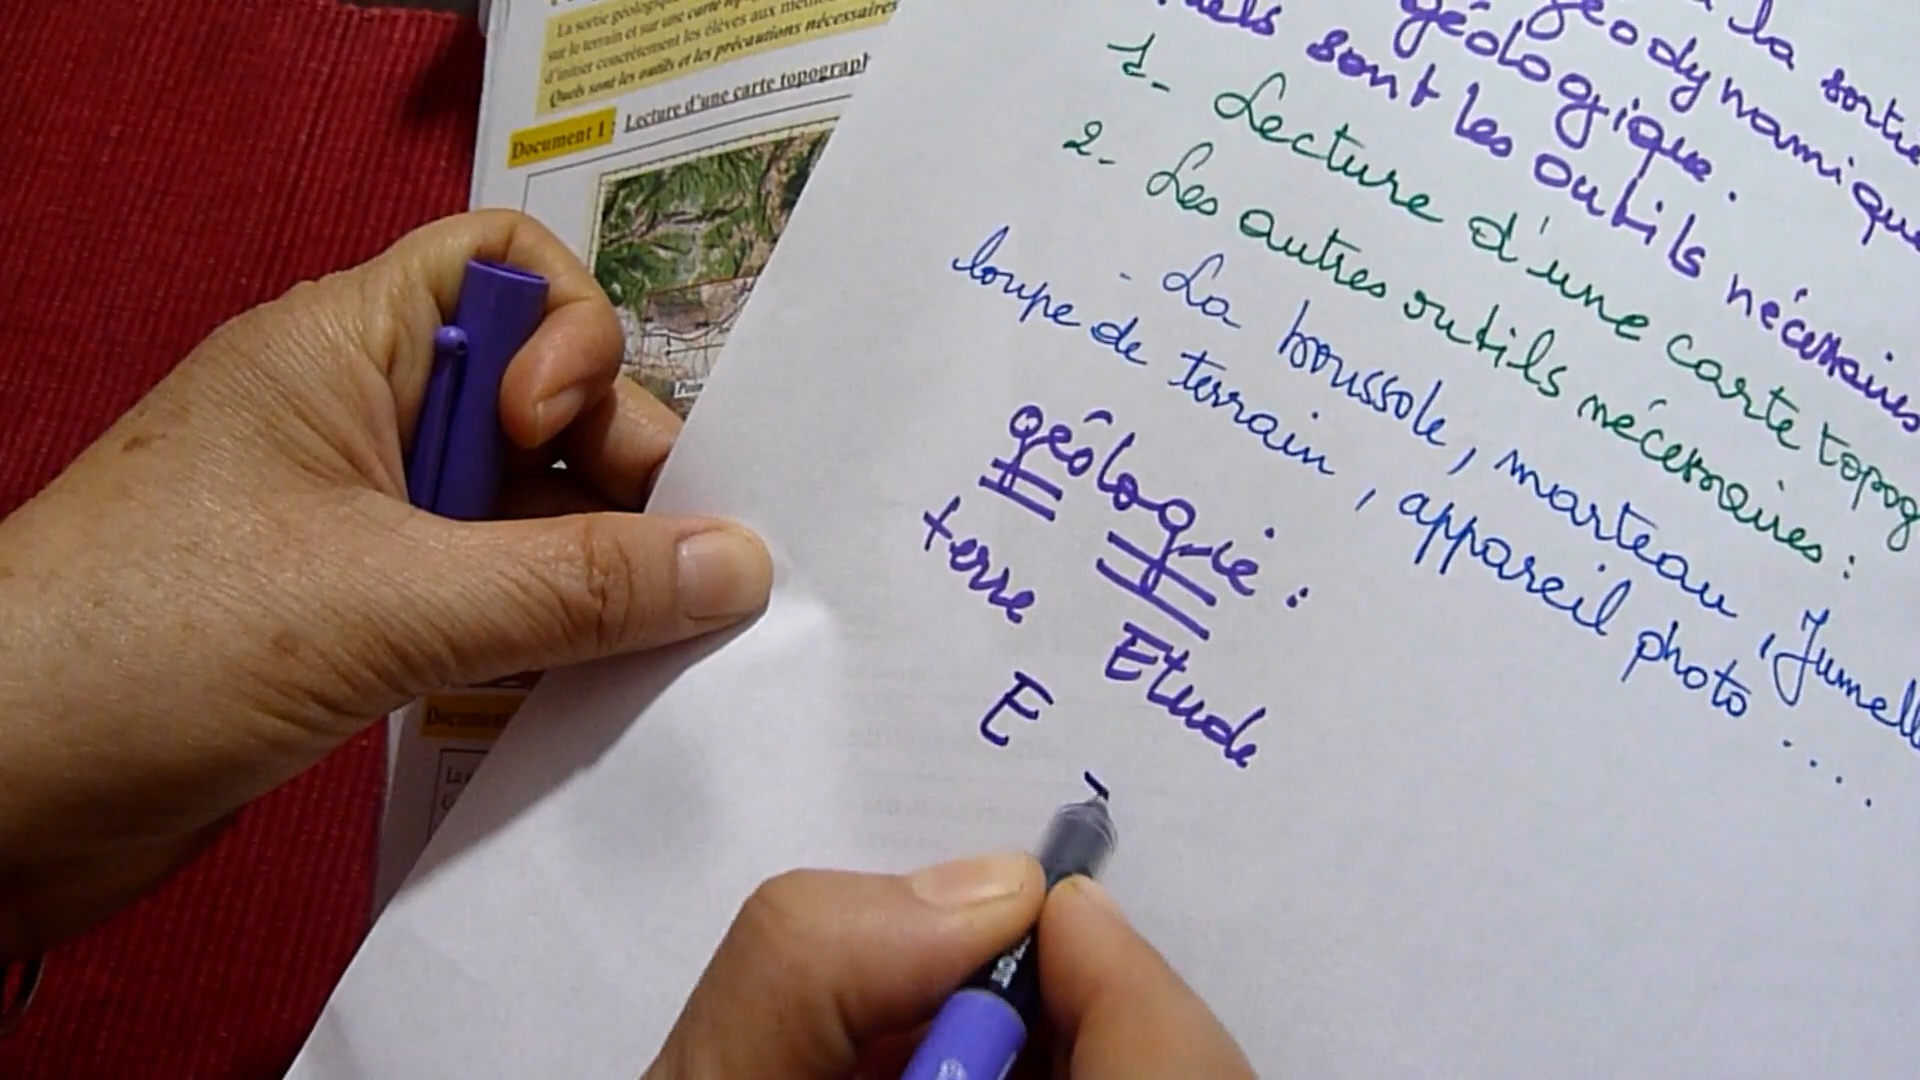 La sortie géologique
sur le terrain et sur une carte
d'initier concrètement les élèves aux
Quels sont les outils et les précautions nécessaires
Document 1 : Lecture d'une carte topograph
la sortie
géodynamique
géologique.
sont les outils nécessaires
1- Lecture d'une carte topog
2- Les autres outils nécessaires :
- La boussole, marteau, Jumell
loupe de terrain, appareil photo ...
géologie :
terre Etude
E
Document